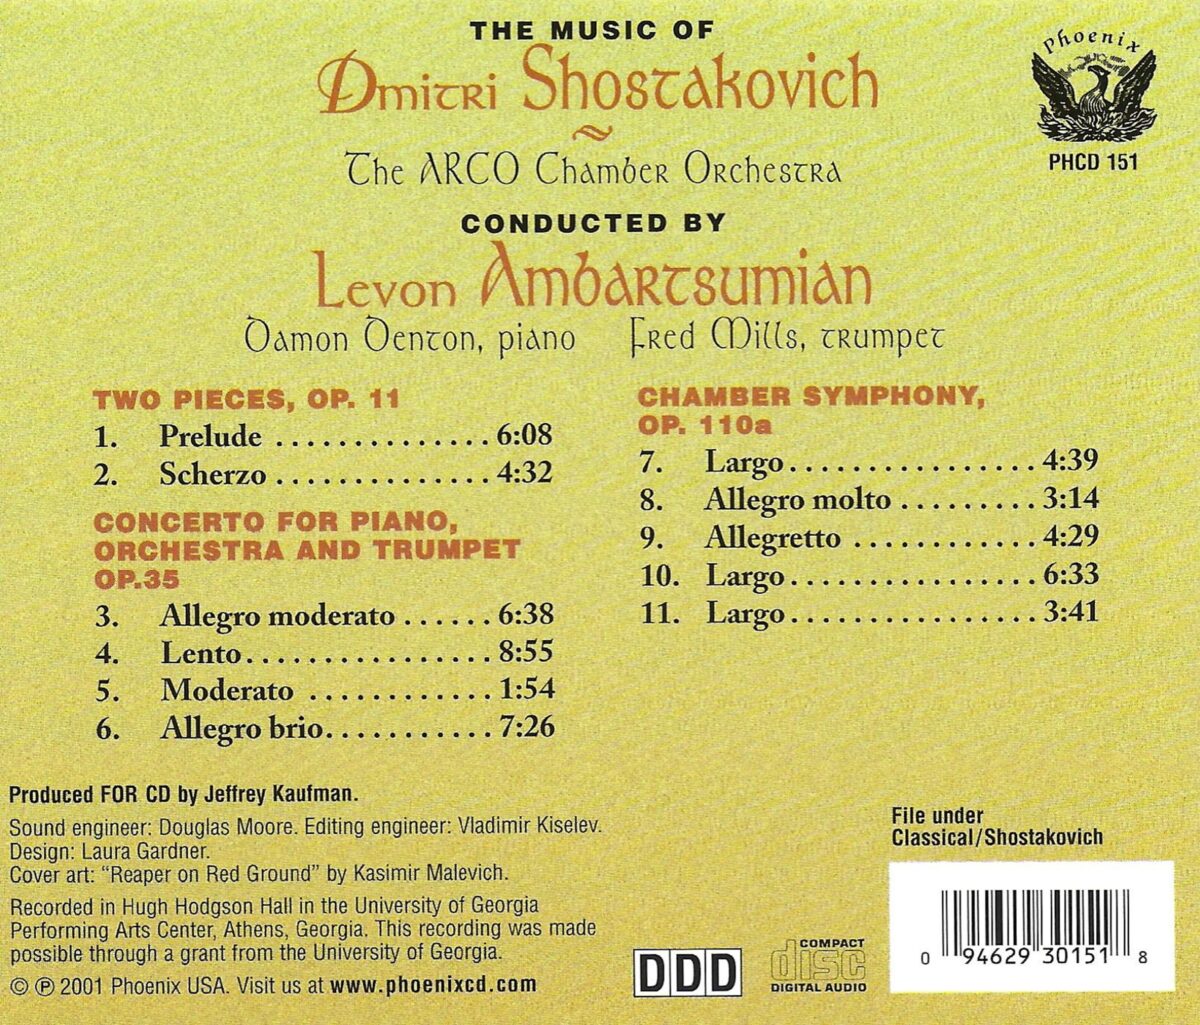 THE MUSIC OF
Dmitri Shostakovich
The ARCO Chamber Orchestra
CONDUCTED BY
Levon Ambartsumian
Damon Denton, piano Fred Mills, trumpet
Phoenix
PHCD 151
TWO PIECES, OP. 11
1. Prelude .............. 6:08
2. Scherzo .............. 4:32
CONCERTO FOR PIANO,
ORCHESTRA AND TRUMPET
OP.35
3. Allegro moderato ...... 6:38
4. Lento................ 8:55
5. Moderato ............ 1:54
6. Allegro brio........... 7:26
CHAMBER SYMPHONY,
OP. 110a
7. Largo................ 4:39
8. Allegro molto ......... 3:14
9. Allegretto ............ 4:29
10. Largo................ 6:33
11. Largo................ 3:41
Produced FOR CD by Jeffrey Kaufman.
Sound engineer: Douglas Moore. Editing engineer: Vladimir Kiselev.
Design: Laura Gardner.
Cover art: “Reaper on Red Ground” by Kasimir Malevich.
Recorded in Hugh Hodgson Hall in the University of Georgia
Performing Arts Center, Athens, Georgia. This recording was made
possible through a grant from the University of Georgia.
© ℗ 2001 Phoenix USA. Visit us at www.phoenixcd.com
DDD
COMPACT
disc
DIGITAL AUDIO
File under
Classical/Shostakovich
0 94629 30151 8